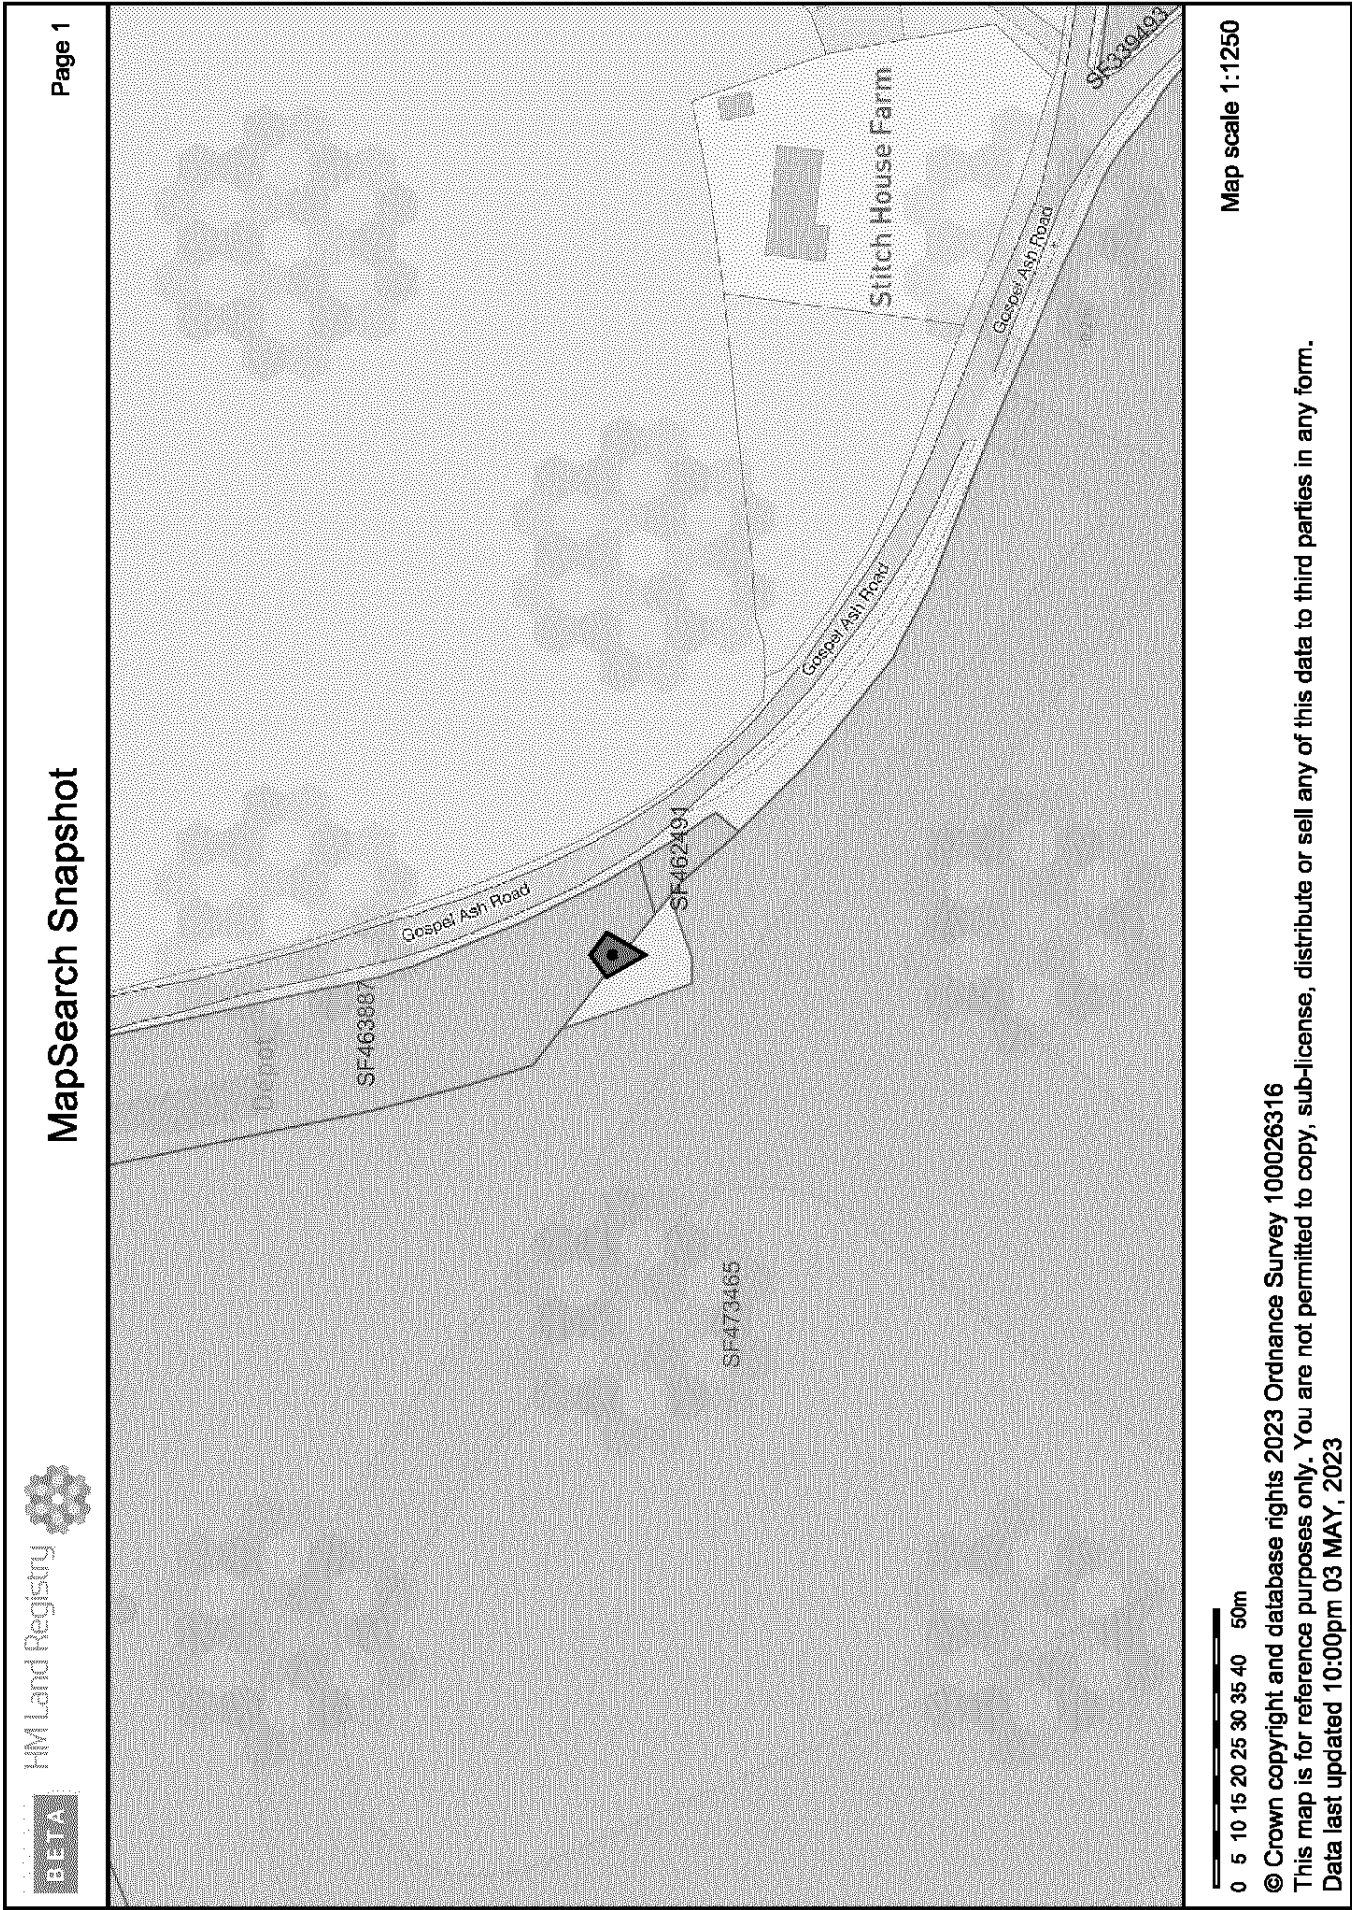 BETA
HM Land Registry
MapSearch Snapshot
Page 1
Depot
SF463887
Gospel Ash Road
SF462491
SF473465
Gospel Ash Road
Stitch House Farm
Gospel Ash Road
SF339493
0 5 10 15 20 25 30 35 40 50m
Map scale 1:1250
© Crown copyright and database rights 2023 Ordnance Survey 100026316
This map is for reference purposes only. You are not permitted to copy, sub-license, distribute or sell any of this data to third parties in any form.
Data last updated 10:00pm 03 MAY, 2023